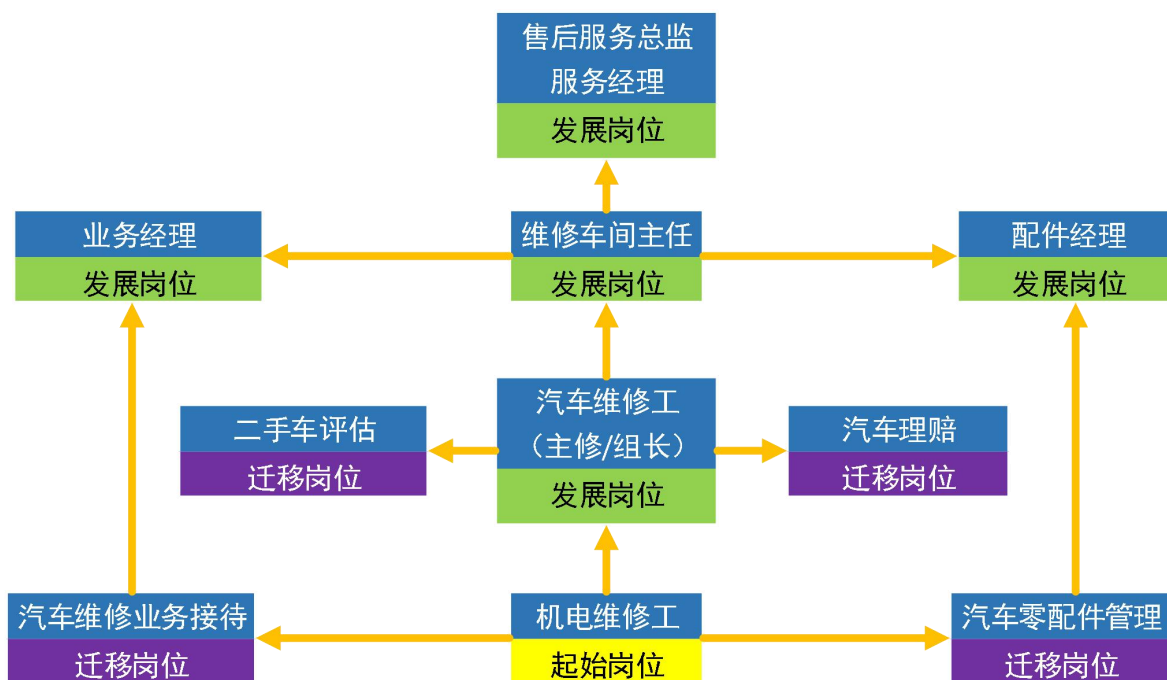 售后服务总监
服务经理
发展岗位
业务经理
发展岗位
维修车间主任
发展岗位
配件经理
发展岗位
二手车评估
迁移岗位
汽车维修工
（主修/组长）
发展岗位
汽车理赔
迁移岗位
汽车维修业务接待
迁移岗位
机电维修工
起始岗位
汽车零配件管理
迁移岗位